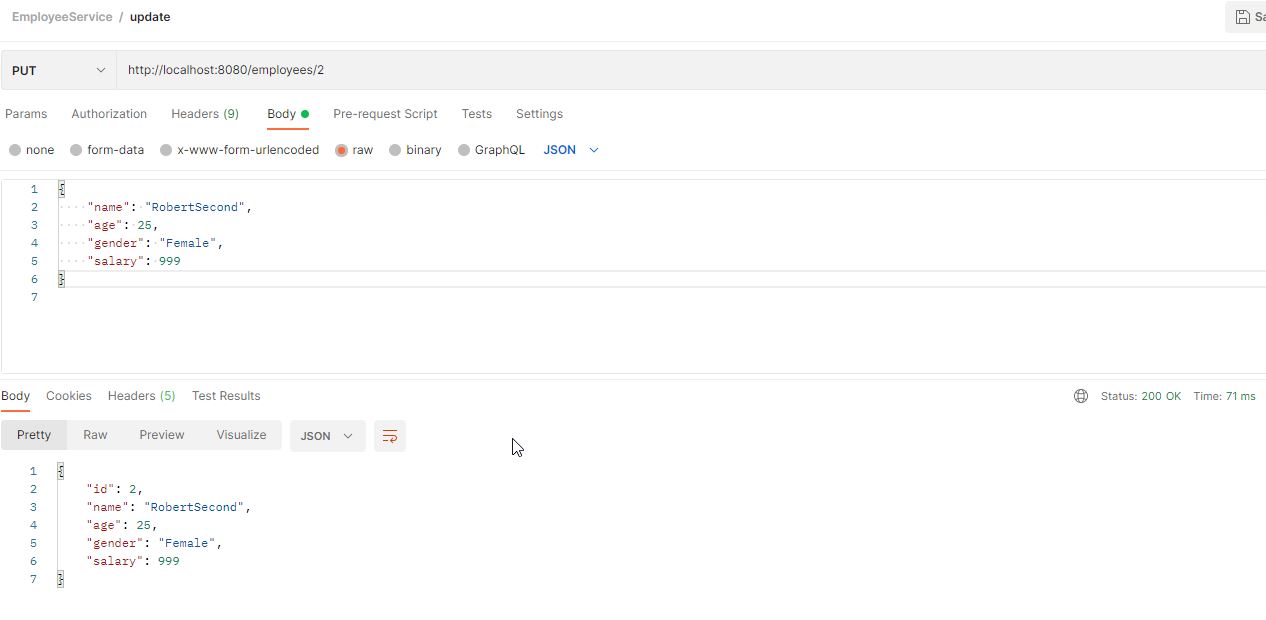 EmployeeService / update
Sa
PUT http://localhost:8080/employees/2
Params Authorization Headers (9) Body Pre-request Script Tests Settings
none form-data x-www-form-urlencoded raw binary GraphQL JSON
1 {
2 "name": "RobertSecond",
3 "age": 25,
4 "gender": "Female",
5 "salary": 999
6 }
7
Body Cookies Headers (5) Test Results Status: 200 OK Time: 71 ms
Pretty Raw Preview Visualize JSON
1 {
2 "id": 2,
3 "name": "RobertSecond",
4 "age": 25,
5 "gender": "Female",
6 "salary": 999
7 }